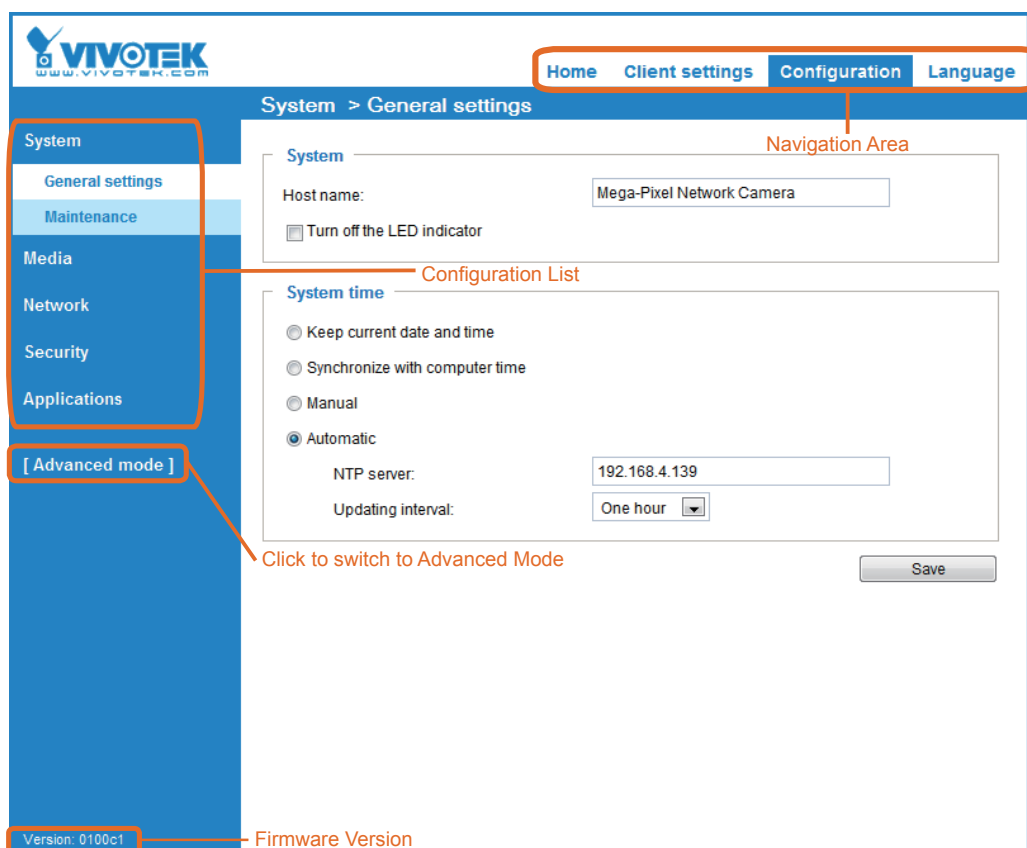 VIVOTEK
www.vivotek.com
Home Client settings Configuration Language
System > General settings
Navigation Area
System
General settings
Maintenance
Media
Network
Security
Applications
[ Advanced mode ]
Configuration List
System
Host name: Mega-Pixel Network Camera
Turn off the LED indicator
System time
Keep current date and time
Synchronize with computer time
Manual
Automatic
NTP server: 192.168.4.139
Updating interval: One hour
Click to switch to Advanced Mode
Save
Version: 0100c1
Firmware Version